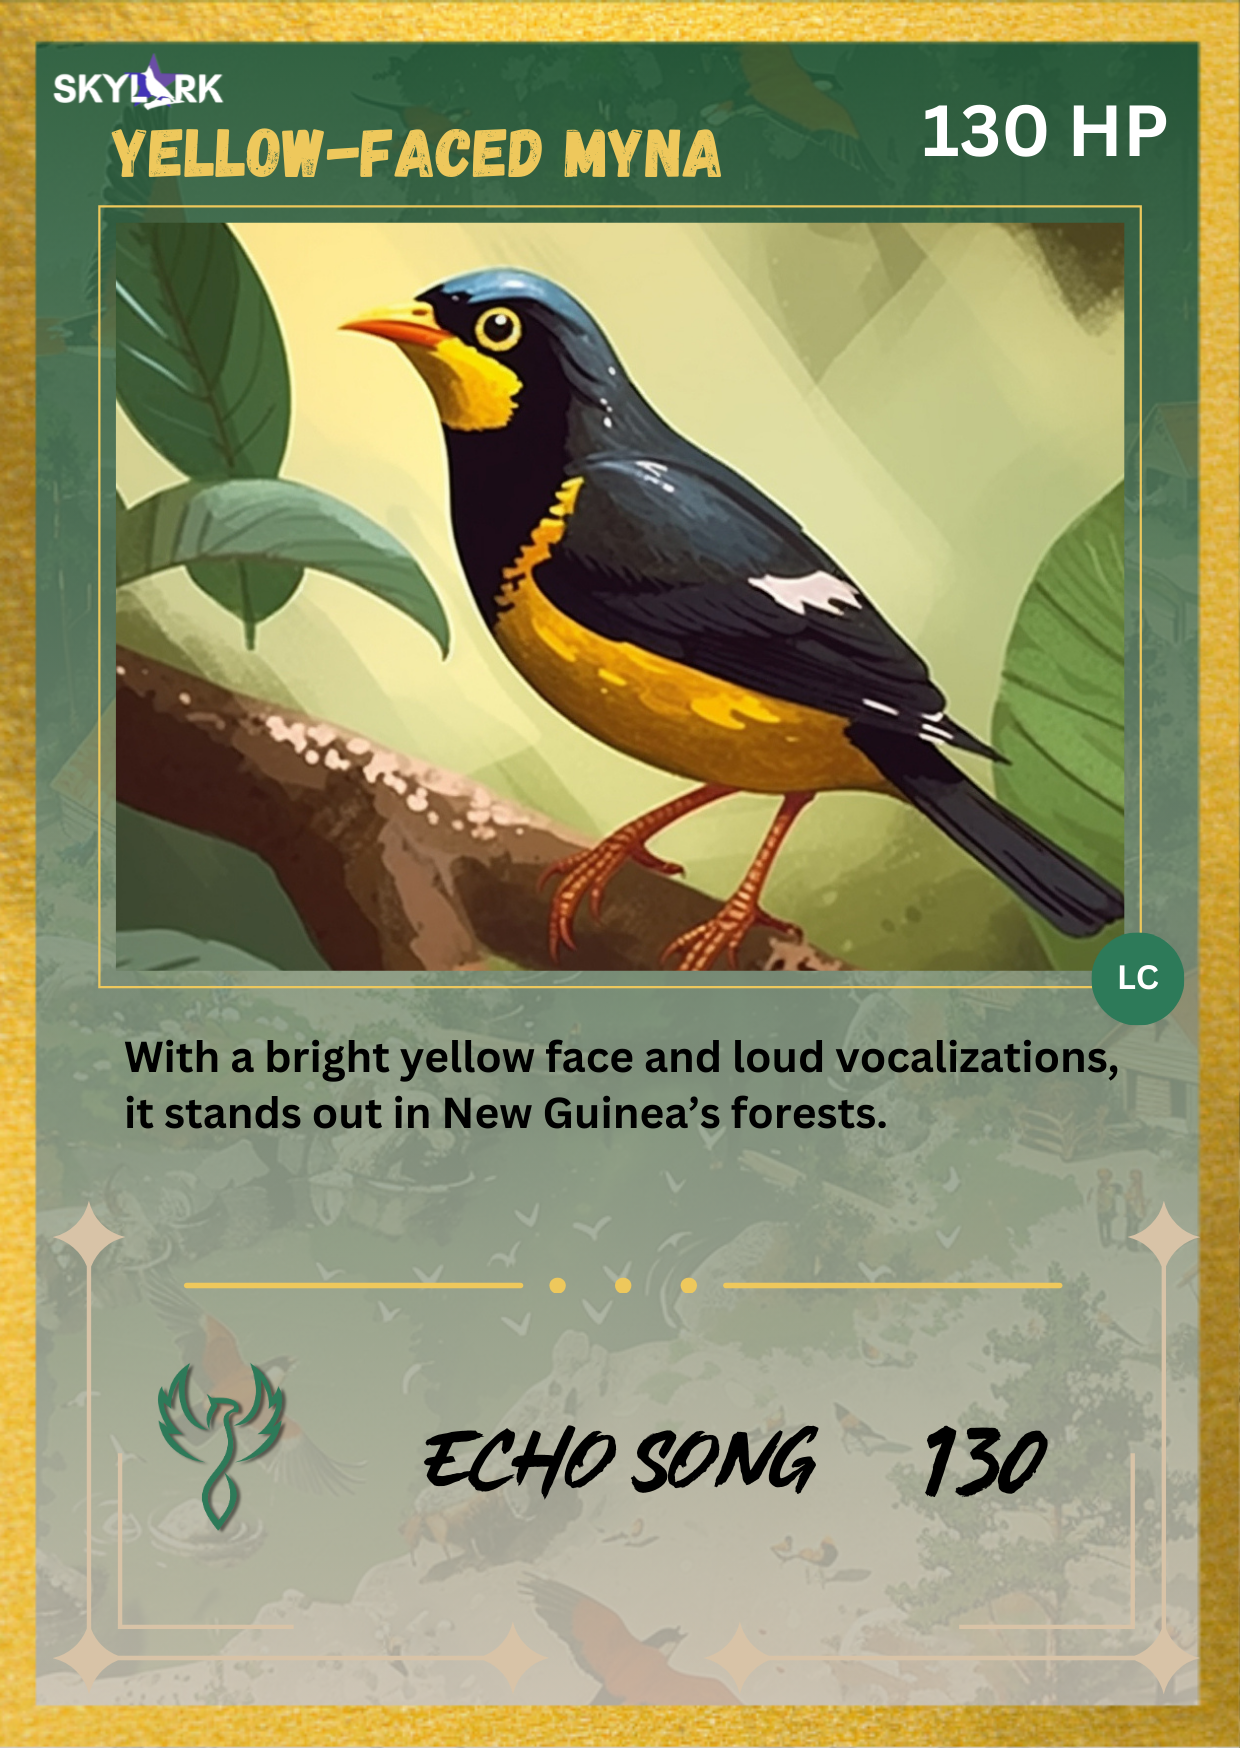 SKYLARK
YELLOW-FACED MYNA
130 HP
LC
With a bright yellow face and loud vocalizations,
it stands out in New Guinea’s forests.
ECHO SONG 130